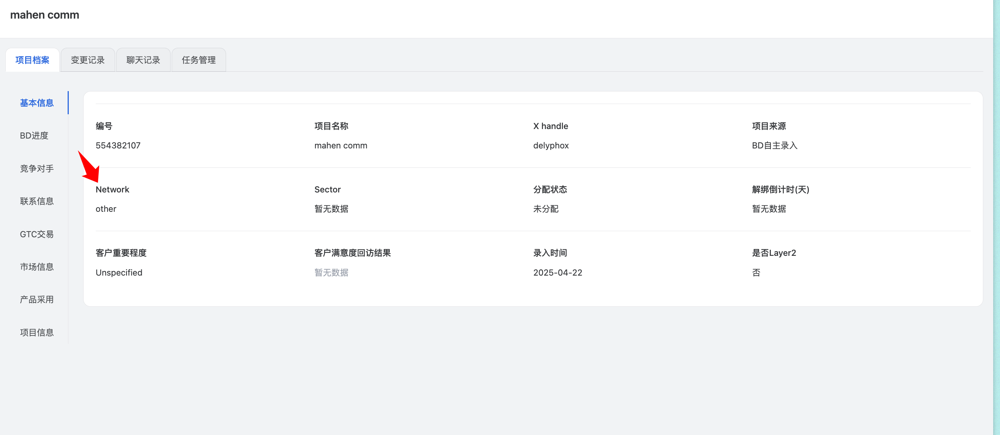 mahen comm
项目档案 变更记录 聊天记录 任务管理
基本信息
BD进度
竞争对手
联系信息
GTC交易
市场信息
产品采用
项目信息
编号 项目名称 X handle 项目来源
554382107 mahen comm delyphox BD自主录入
Network Sector 分配状态 解绑倒计时(天)
other 暂无数据 未分配 暂无数据
客户重要程度 客户满意度回访结果 录入时间 是否Layer2
Unspecified 暂无数据 2025-04-22 否